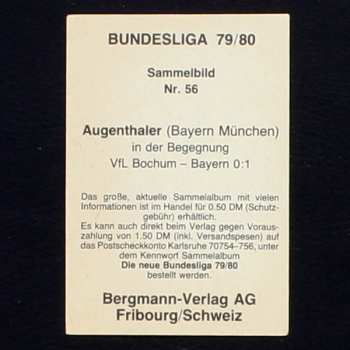 BUNDESLIGA 79/80
Sammelbild
Nr. 56
Augenthaler (Bayern München)
in der Begegnung
VfL Bochum – Bayern 0:1
Das große, aktuelle Sammelalbum mit vielen
Informationen ist im Handel für 0.50 DM (Schutz-
gebühr) erhältlich.
Es kann auch direkt beim Verlag gegen Voraus-
zahlung von 1.50 DM (inkl. Versandspesen) auf
das Postscheckkonto Karlsruhe 70754–756, unter
dem Kennwort Sammelalbum
Die neue Bundesliga 79/80
bestellt werden.
Bergmann-Verlag AG
Fribourg/Schweiz